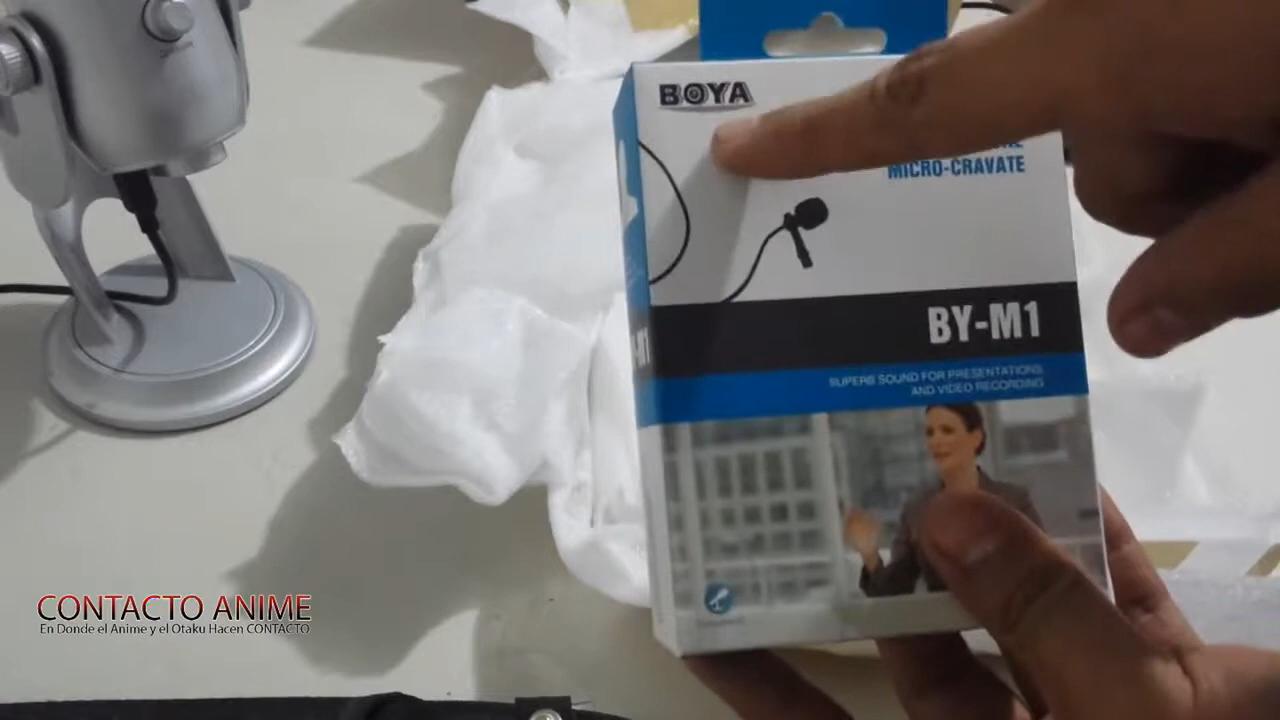 BOYA
MICRO-CRAVATE
BY-M1
SUPERB SOUND FOR PRESENTATIONS
AND VIDEO RECORDING
CONTACTO ANIME
En Donde el Anime y el Otaku Hacen CONTACTO